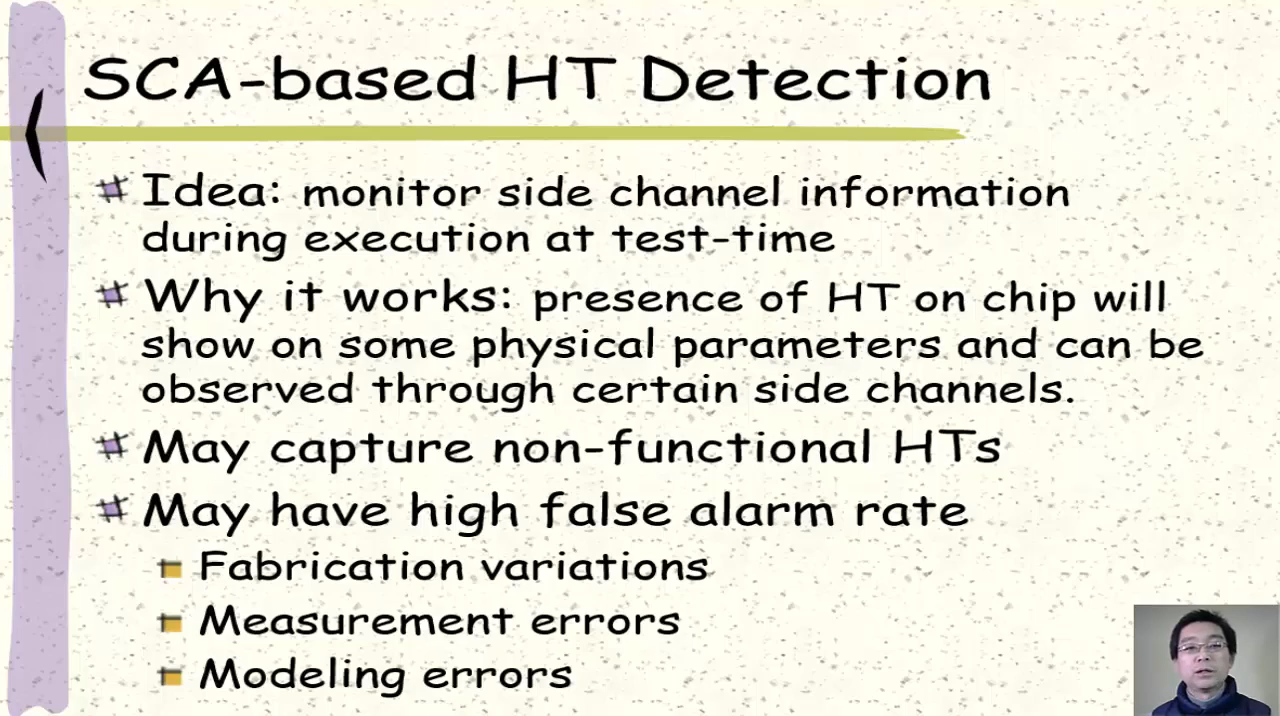 SCA-based HT Detection
Idea: monitor side channel information
during execution at test-time
Why it works: presence of HT on chip will
show on some physical parameters and can be
observed through certain side channels.
May capture non-functional HTs
May have high false alarm rate
Fabrication variations
Measurement errors
Modeling errors